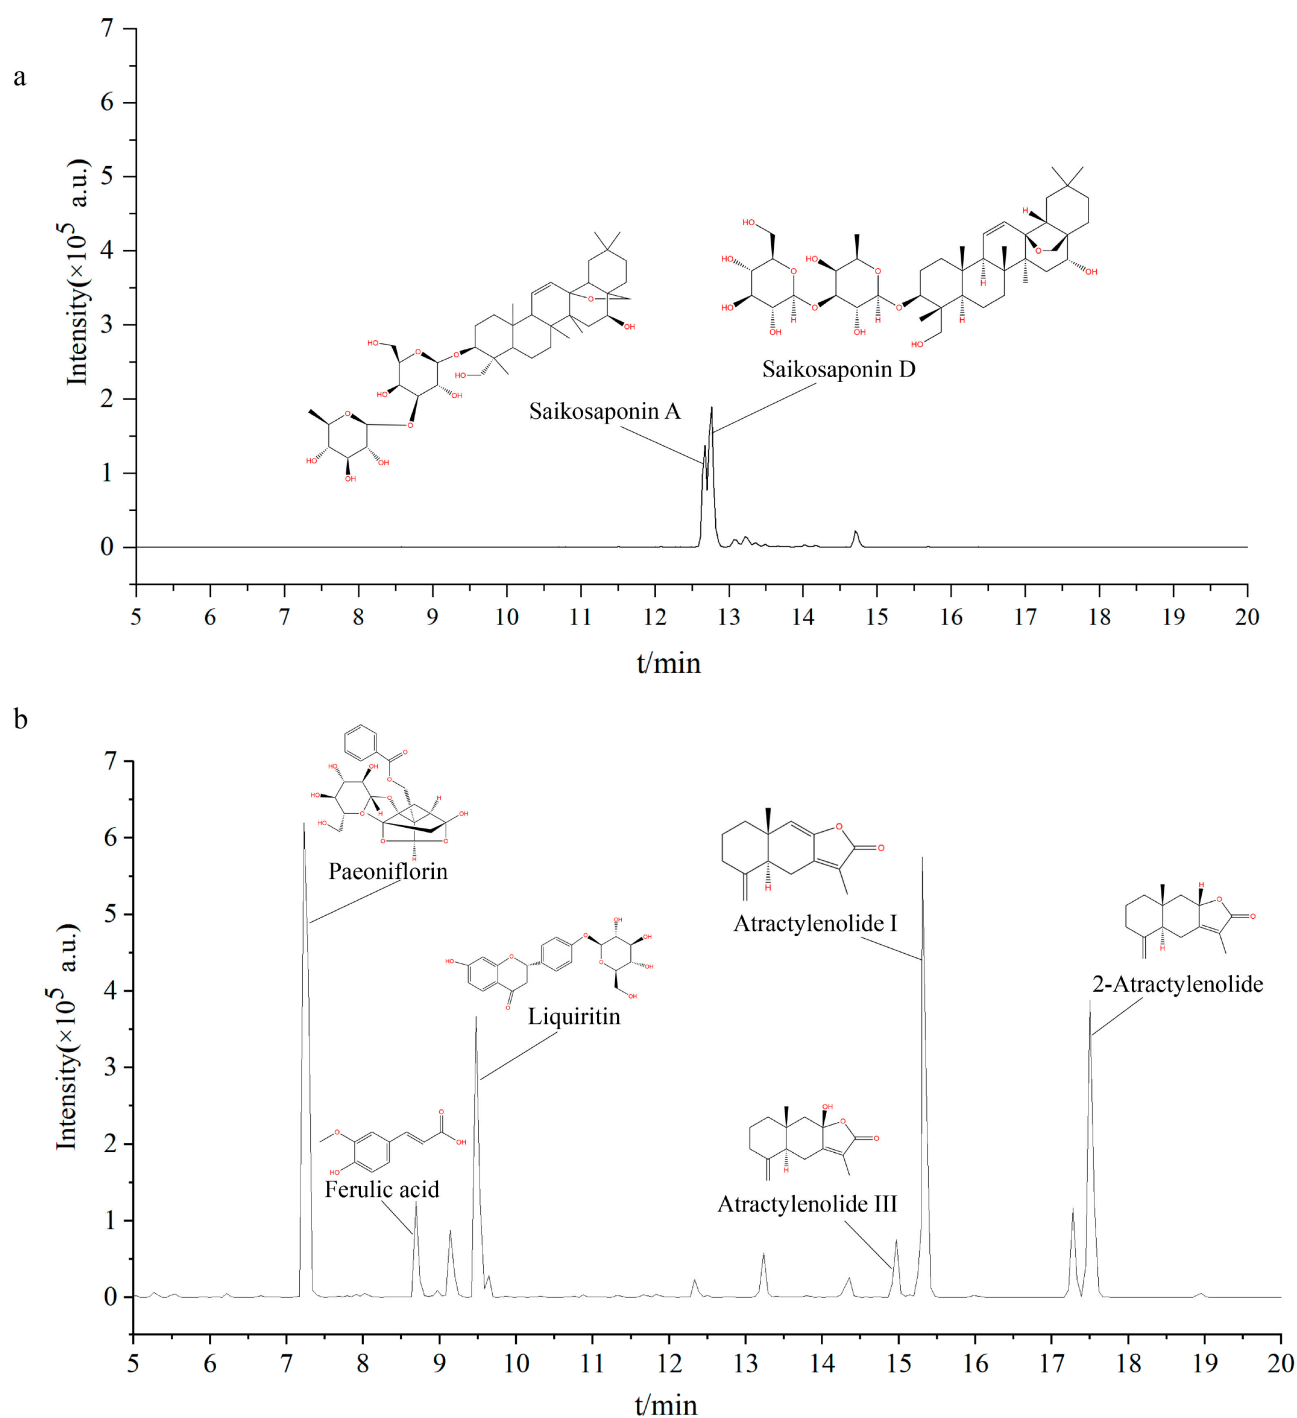 a
7
6
5
4
3
2
1
0
Intensity(×10⁵ a.u.)
Saikosaponin A
Saikosaponin D
5 6 7 8 9 10 11 12 13 14 15 16 17 18 19 20
t/min
b
7
6
5
4
3
2
1
0
Intensity(×10⁵ a.u.)
Paeoniflorin
Liquiritin
Ferulic acid
Atractylenolide I
2-Atractylenolide
Atractylenolide III
5 6 7 8 9 10 11 12 13 14 15 16 17 18 19 20
t/min